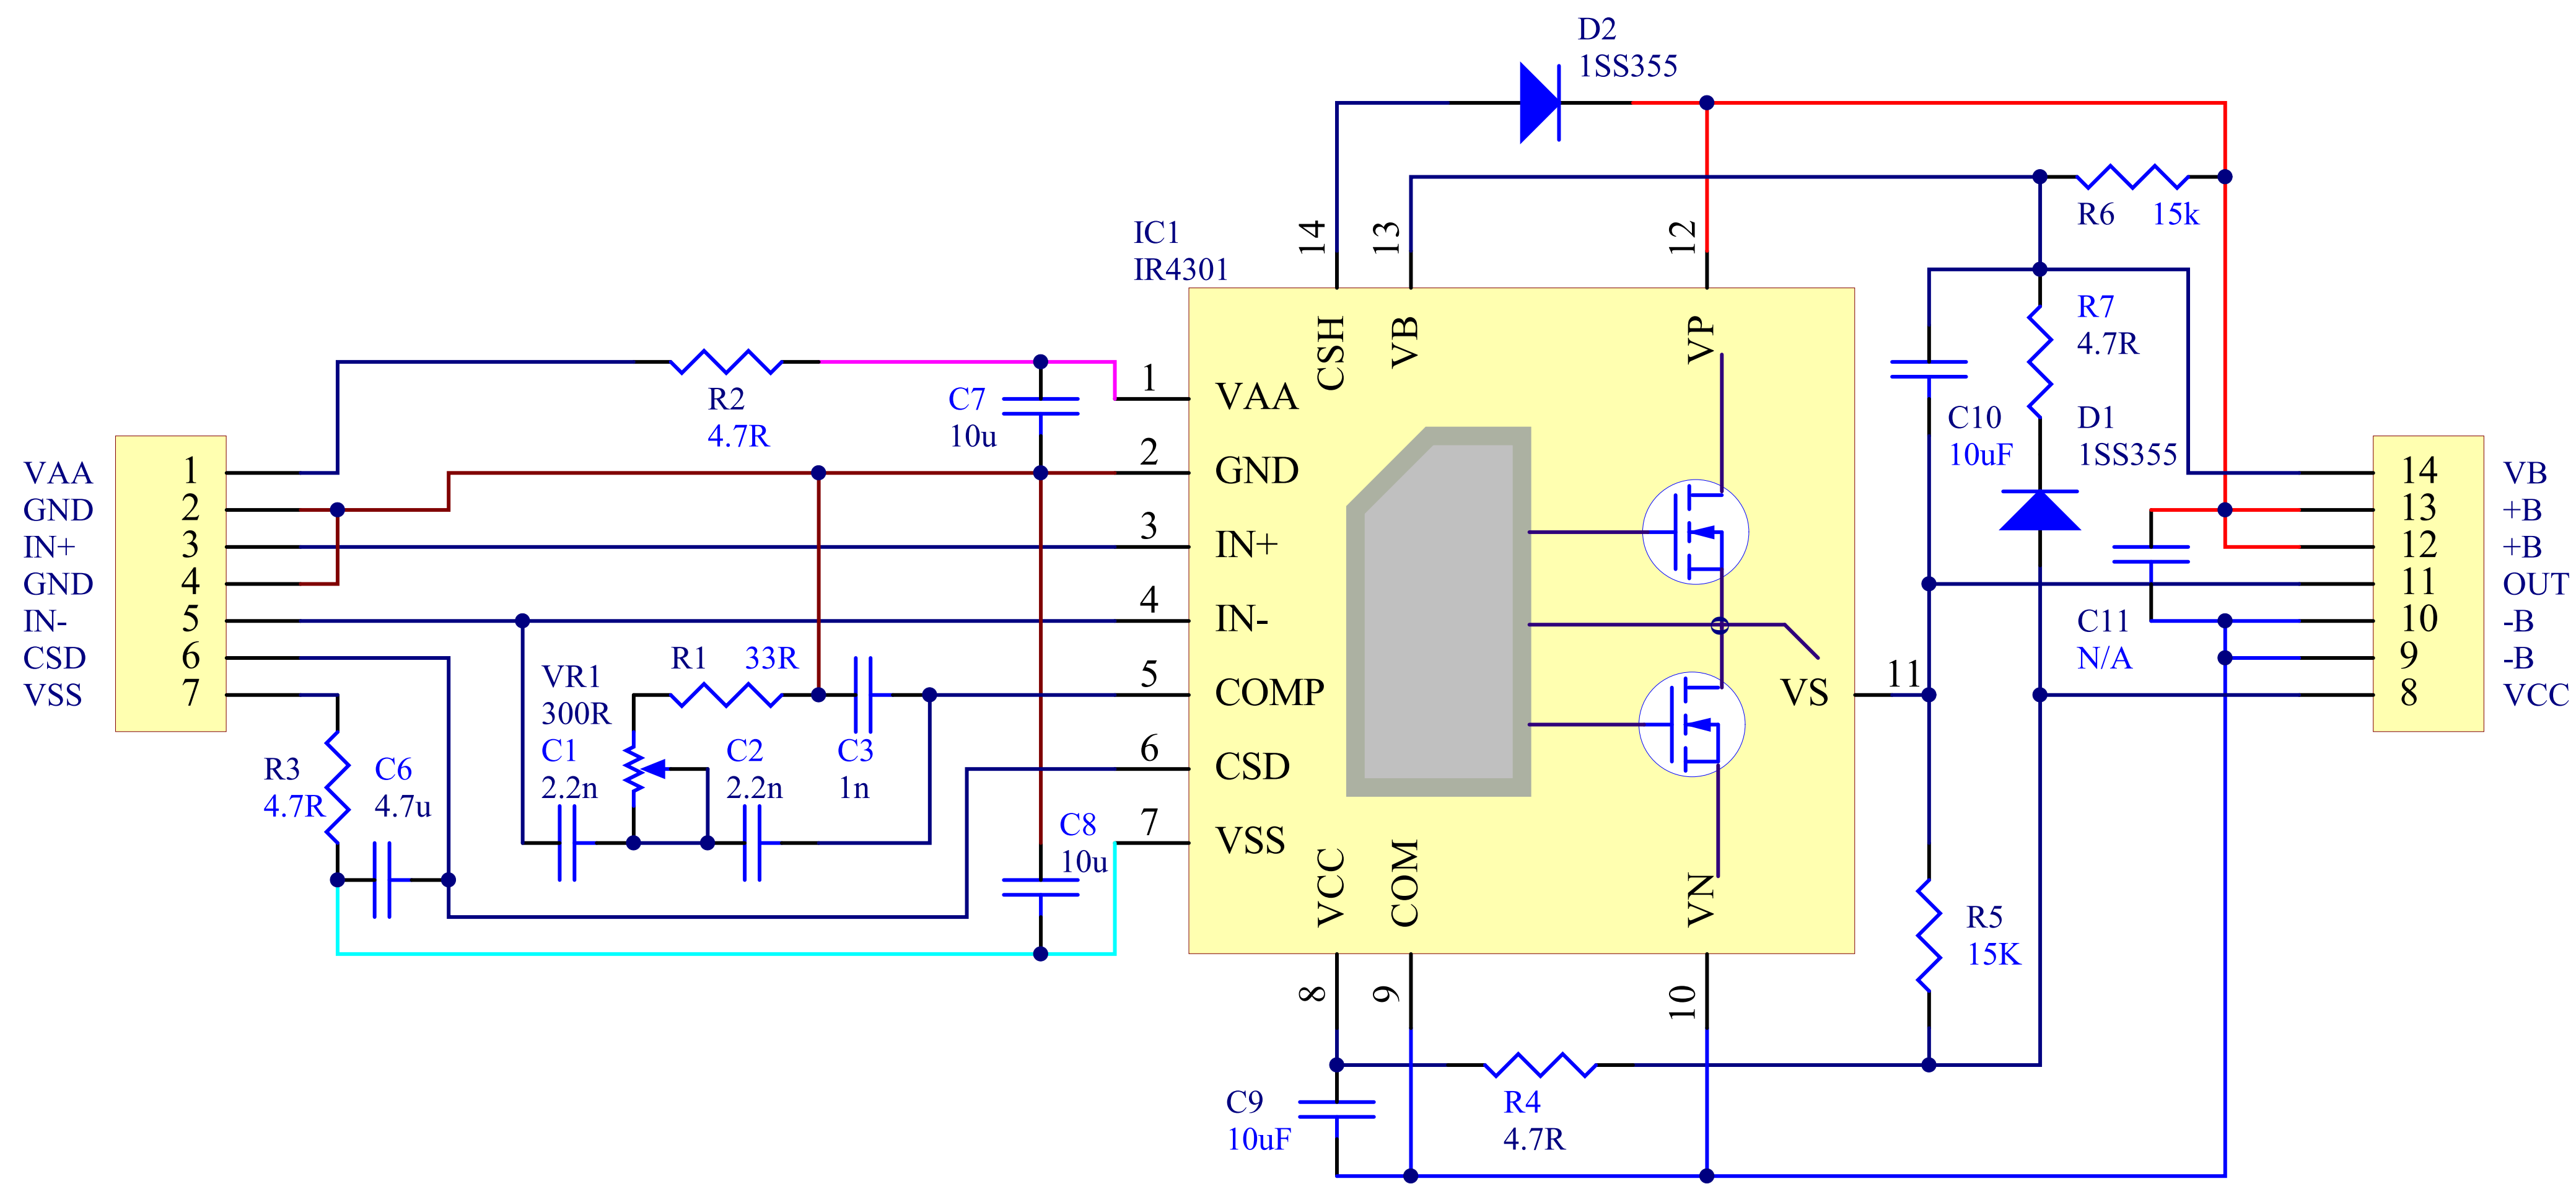 D2
1SS355
R6 15k
IC1
IR4301
14
13
12
CSH
VB
VP
R7
4.7R
R2
4.7R
C7
10u
1
VAA
2
GND
3
IN+
4
IN-
5
COMP
6
CSD
7
VSS
C10
10uF
D1
1SS355
VAA 1
GND 2
IN+ 3
GND 4
IN- 5
CSD 6
VSS 7
14 VB
13 +B
12 +B
11 OUT
10 -B
9 -B
8 VCC
C11
N/A
VR1
300R
R1 33R
C1
2.2n
C2
2.2n
C3
1n
R3
4.7R
C6
4.7u
C8
10u
VS
11
VCC
COM
VN
8
9
10
R5
15K
C9
10uF
R4
4.7R